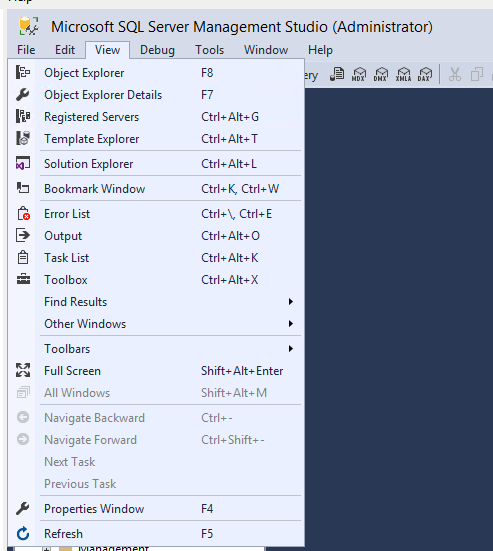 Microsoft SQL Server Management Studio (Administrator)
File Edit View Debug Tools Window Help
Object Explorer F8
ery MDX DMX XMLA DAX
Object Explorer Details F7
Registered Servers Ctrl+Alt+G
Template Explorer Ctrl+Alt+T
Solution Explorer Ctrl+Alt+L
Bookmark Window Ctrl+K, Ctrl+W
Error List Ctrl+\, Ctrl+E
Output Ctrl+Alt+O
Task List Ctrl+Alt+K
Toolbox Ctrl+Alt+X
Find Results
Other Windows
Toolbars
Full Screen Shift+Alt+Enter
All Windows Shift+Alt+M
Navigate Backward Ctrl+-
Navigate Forward Ctrl+Shift+-
Next Task
Previous Task
Properties Window F4
Refresh F5
Management